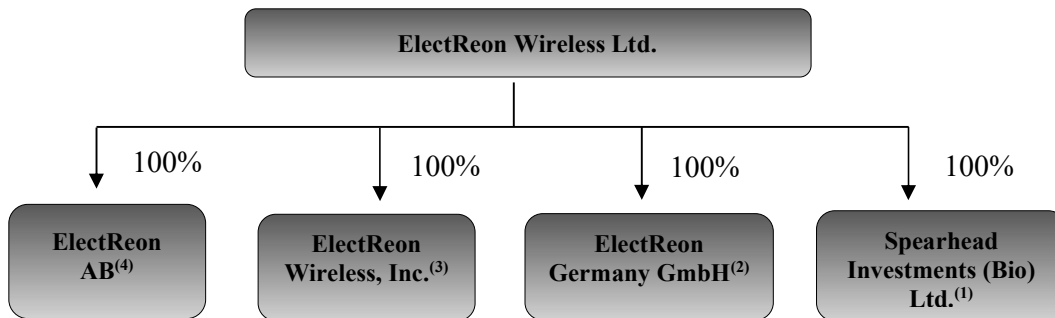 ElectReon Wireless Ltd.
100%
100%
100%
100%
ElectReon
AB(4)
ElectReon
Wireless, Inc.(3)
ElectReon
Germany GmbH(2)
Spearhead
Investments (Bio)
Ltd.(1)